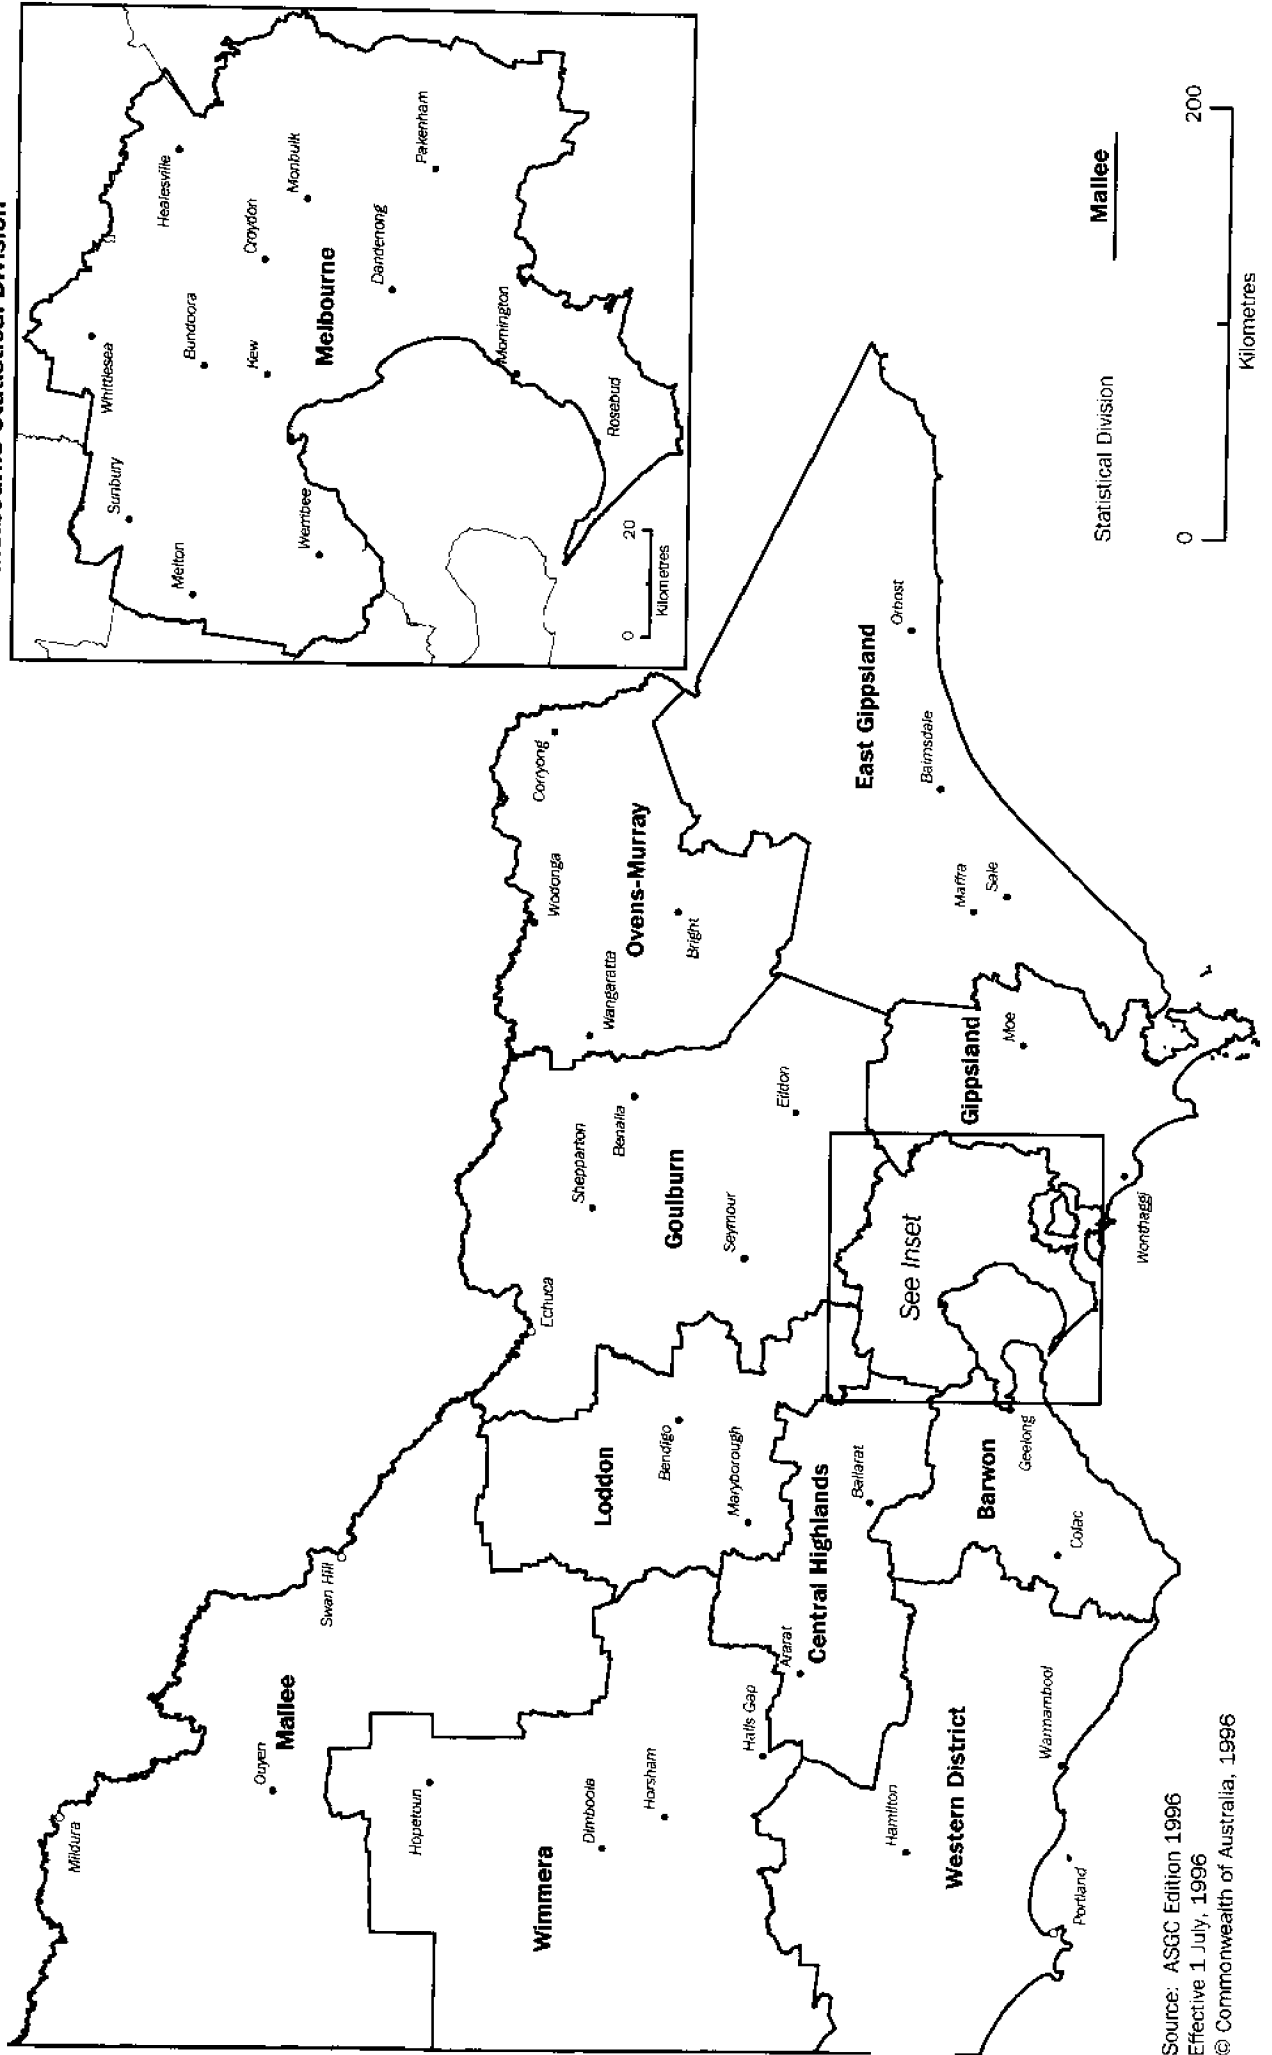 Melbourne Statistical Division
Whittlesea
Sunbury
Healesville
Melton
Bundoora
Kew
Croydon
Monbulk
Melbourne
Werribee
Dandenong
Pakenham
Mornington
Rosebud
0
20
Kilometres
Mildura
Ouyen
Mallee
Swan Hill
Hopetoun
Wimmera
Dimboola
Horsham
Halls Gap
Loddon
Bendigo
Maryborough
Echuca
Shepparton
Benalla
Goulburn
Seymour
Eildon
Corryong
Wodonga
Wangaratta
Ovens-Murray
Bright
Ararat
Central Highlands
Ballarat
See Inset
East Gippsland
Orbost
Bairnsdale
Maffra
Sale
Gippsland
Moe
Hamilton
Western District
Barwon
Geelong
Colac
Warrnambool
Portland
Wonthaggi
Statistical Division
Mallee
0
200
Kilometres
Source: ASGC Edition 1996
Effective 1 July, 1996
© Commonwealth of Australia, 1996